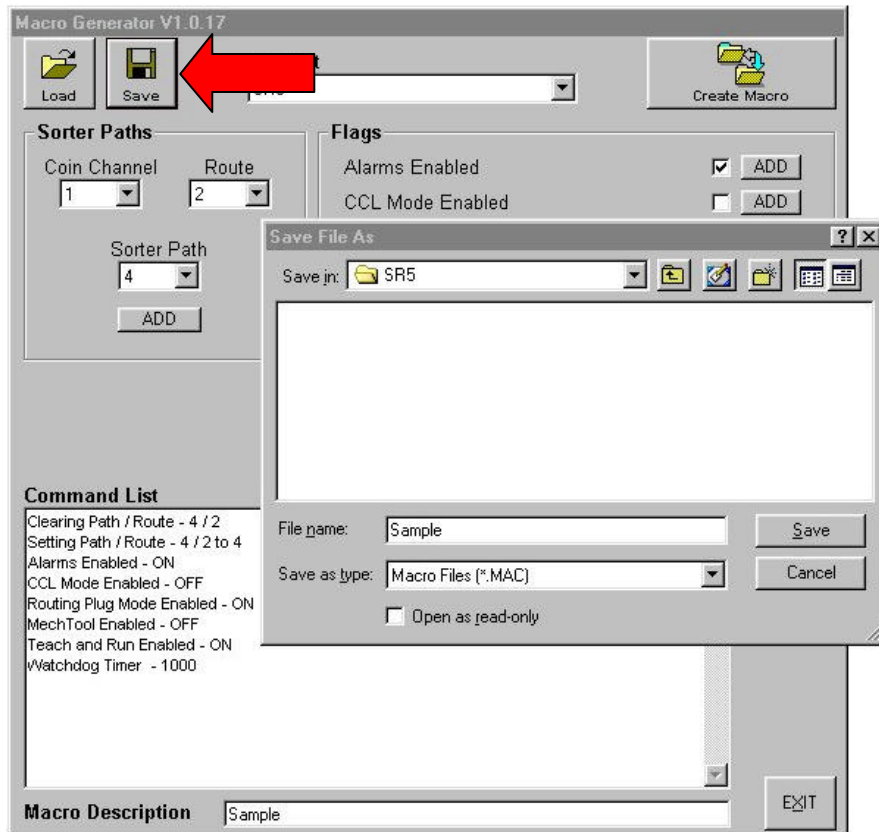 Macro Generator V1.0.17
Load
Save
Create Macro
Sorter Paths
Coin Channel
Route
1
2
Sorter Path
4
ADD
Flags
Alarms Enabled
ADD
CCL Mode Enabled
ADD
Save File As
Save in:
SR5
File name:
Sample
Save
Save as type:
Macro Files (*.MAC)
Cancel
Open as read-only
Command List
Clearing Path / Route - 4 / 2
Setting Path / Route - 4 / 2 to 4
Alarms Enabled - ON
CCL Mode Enabled - OFF
Routing Plug Mode Enabled - ON
MechTool Enabled - OFF
Teach and Run Enabled - ON
Watchdog Timer - 1000
Macro Description
Sample
EXIT